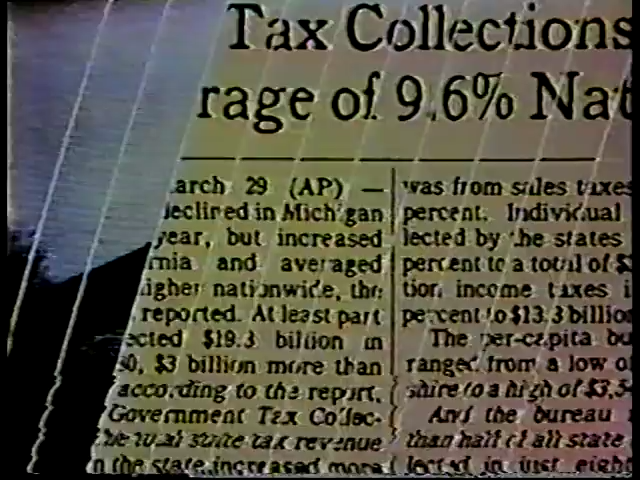 Tax Collections
rage of 9.6% Nat
arch 29 (AP) —
declined in Michigan
year, but increased
rnia and averaged
igher nationwide, the
reported. At least part
ected $19.3 billion in
0, $3 billion more than
according to the report,
Government Tax Collec-
he total state tax revenue
n the state increased more
was from sales taxes
percent. Individual
lected by the states
percent to a total of $
tion income taxes i
percent to $13.3 billion
The per-capita bu
ranged from a low o
shire to a high of $3,5
And the bureau
than half of all state
lected in just eight